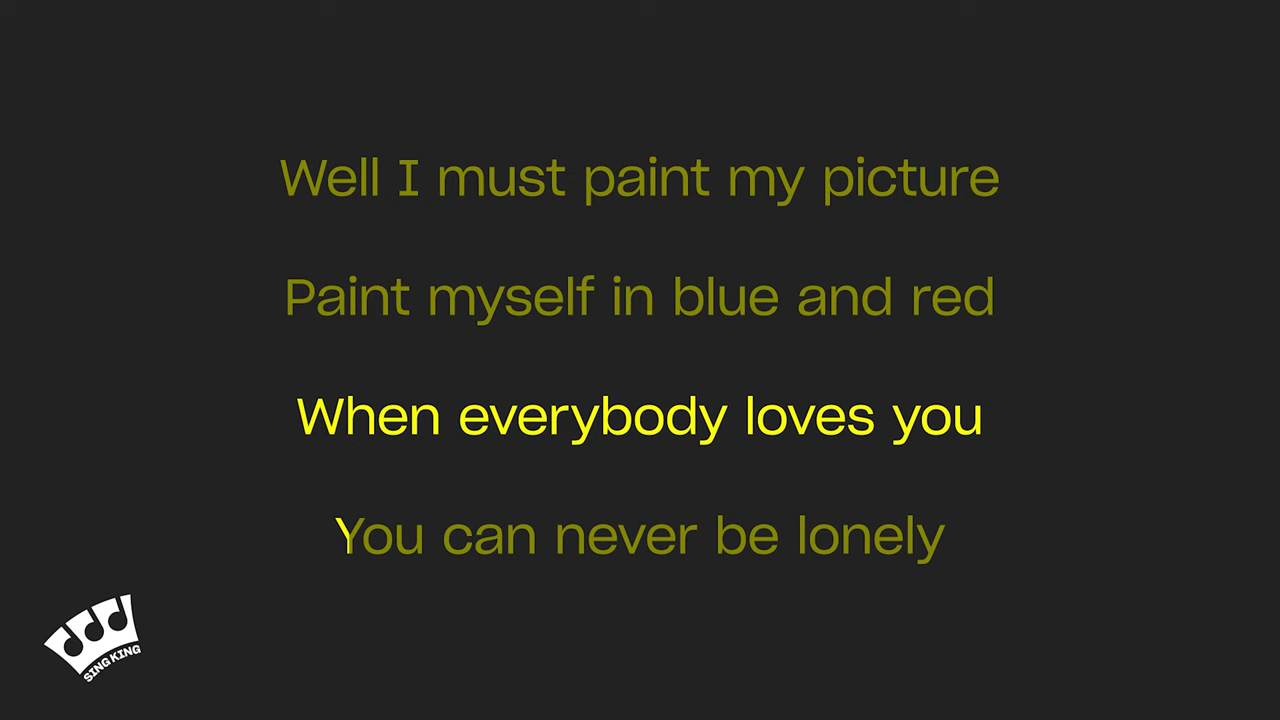 Well I must paint my picture
Paint myself in blue and red
When everybody loves you
You can never be lonely
SING KING